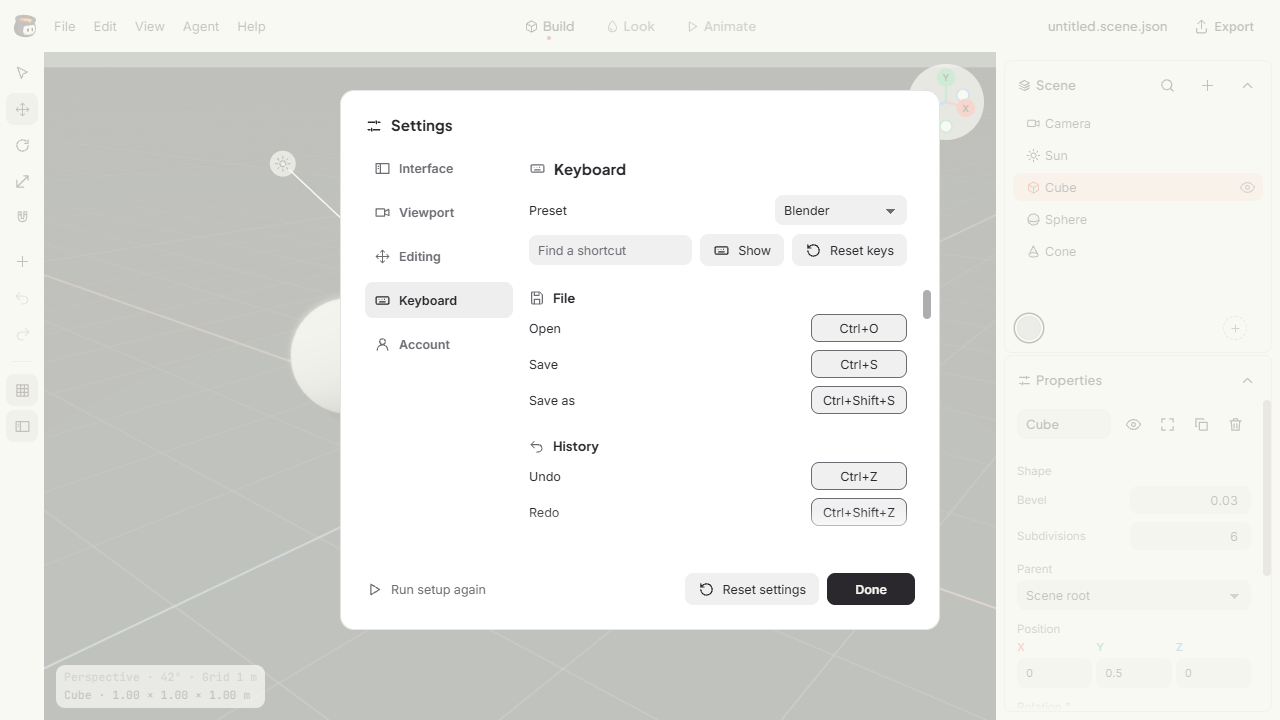 File Edit View Agent Help
Build Look Animate
untitled.scene.json Export
Scene
Camera
Sun
Cube
Sphere
Cone
Y
X
Settings
Interface
Viewport
Editing
Keyboard
Account
Keyboard
Preset Blender
Find a shortcut Show Reset keys
File
Open Ctrl+O
Save Ctrl+S
Save as Ctrl+Shift+S
History
Undo Ctrl+Z
Redo Ctrl+Shift+Z
Run setup again Reset settings Done
Properties
Cube
Shape
Bevel 0.03
Subdivisions 6
Parent
Scene root
Position
X Y Z
0 0.5 0
Rotation °
Perspective · 42° · Grid 1 m
Cube · 1.00 × 1.00 × 1.00 m